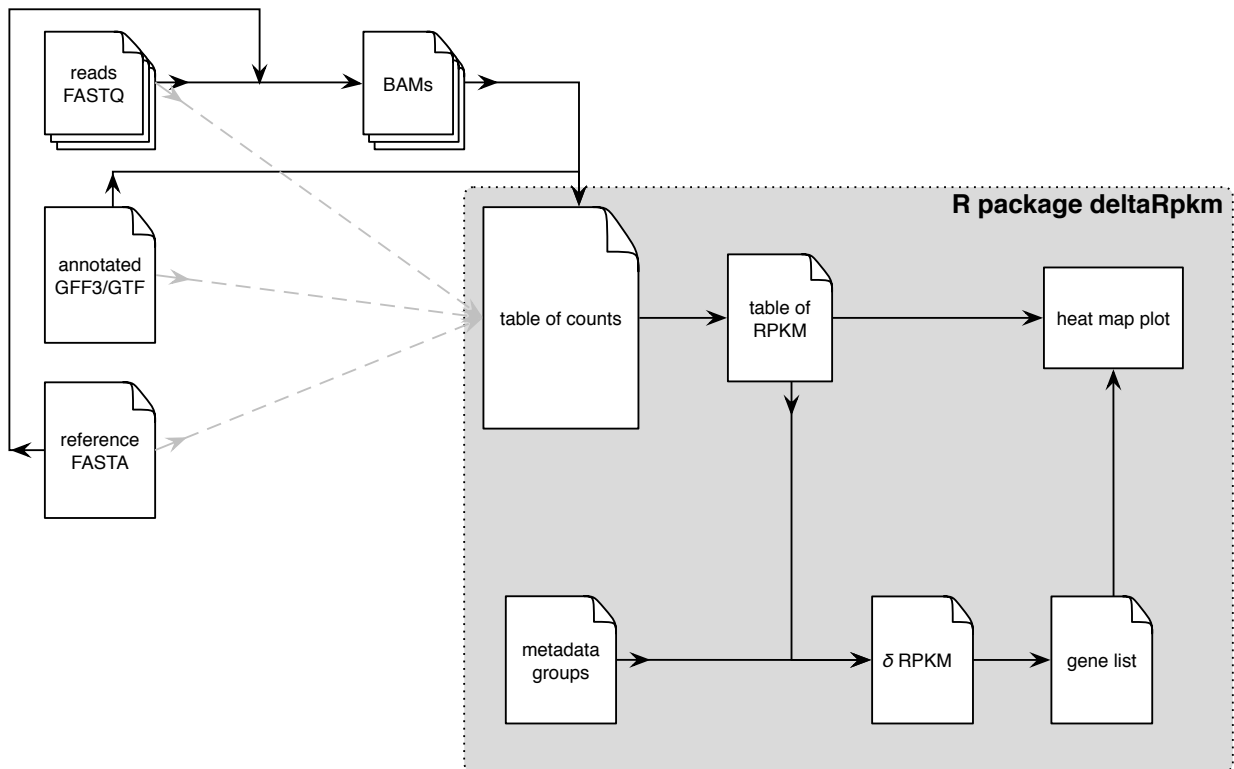 reads
FASTQ
BAMs
R package deltaRpkm
annotated
GFF3/GTF
table of counts
table of
RPKM
heat map plot
reference
FASTA
metadata
groups
δ RPKM
gene list